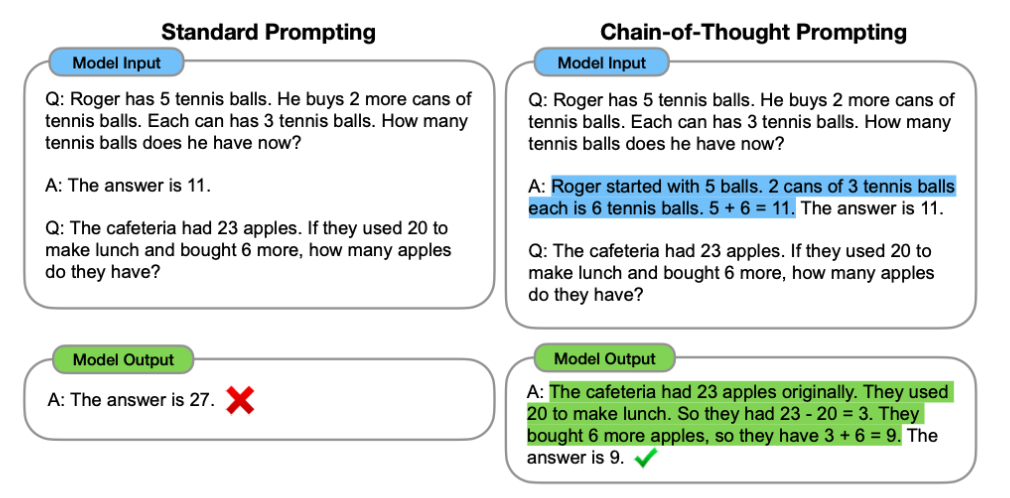 Standard Prompting
Model Input
Q: Roger has 5 tennis balls. He buys 2 more cans of
tennis balls. Each can has 3 tennis balls. How many
tennis balls does he have now?
A: The answer is 11.
Q: The cafeteria had 23 apples. If they used 20 to
make lunch and bought 6 more, how many apples
do they have?
Model Output
A: The answer is 27.
Chain-of-Thought Prompting
Model Input
Q: Roger has 5 tennis balls. He buys 2 more cans of
tennis balls. Each can has 3 tennis balls. How many
tennis balls does he have now?
A: Roger started with 5 balls. 2 cans of 3 tennis balls
each is 6 tennis balls. 5 + 6 = 11. The answer is 11.
Q: The cafeteria had 23 apples. If they used 20 to
make lunch and bought 6 more, how many apples
do they have?
Model Output
A: The cafeteria had 23 apples originally. They used
20 to make lunch. So they had 23 - 20 = 3. They
bought 6 more apples, so they have 3 + 6 = 9. The
answer is 9.